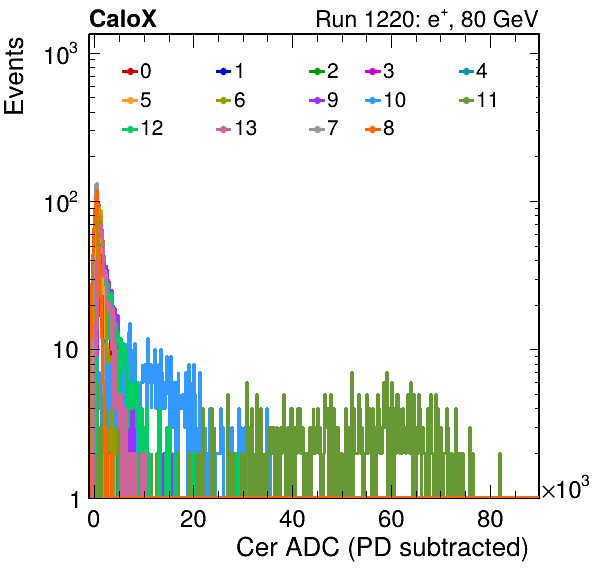 CaloX Run 1220: e⁺, 80 GeV
Events
10³
0 1 2 3 4
5 6 9 10 11
12 13 7 8
10²
10
1
0 20 40 60 80 ×10³
Cer ADC (PD subtracted)